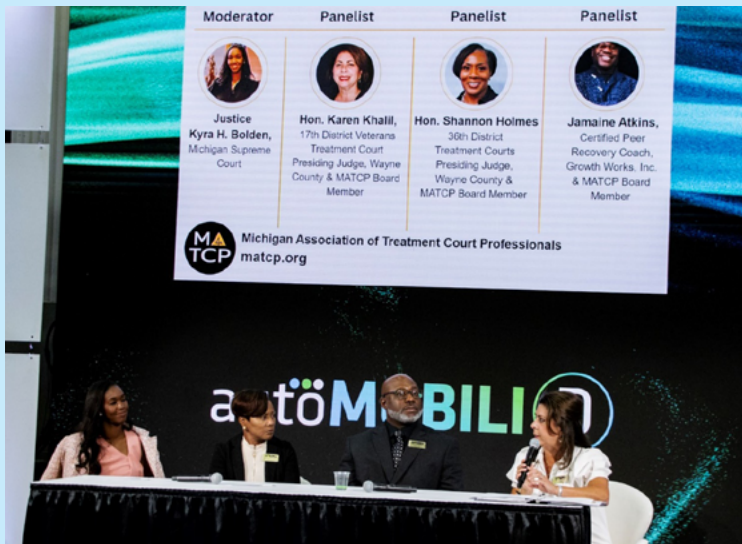 Moderator
Panelist
Panelist
Panelist
Justice
Kyra H. Bolden,
Michigan Supreme
Court
Hon. Karen Khalil,
17th District Veterans
Treatment Court
Presiding Judge, Wayne
County & MATCP Board
Member
Hon. Shannon Holmes
36th District
Treatment Courts
Presiding Judge,
Wayne County &
MATCP Board Member
Jamaine Atkins,
Certified Peer
Recovery Coach,
Growth Works, Inc.
& MATCP Board
Member
MA
TCP
Michigan Association of Treatment Court Professionals
matcp.org
autöMOBILI D